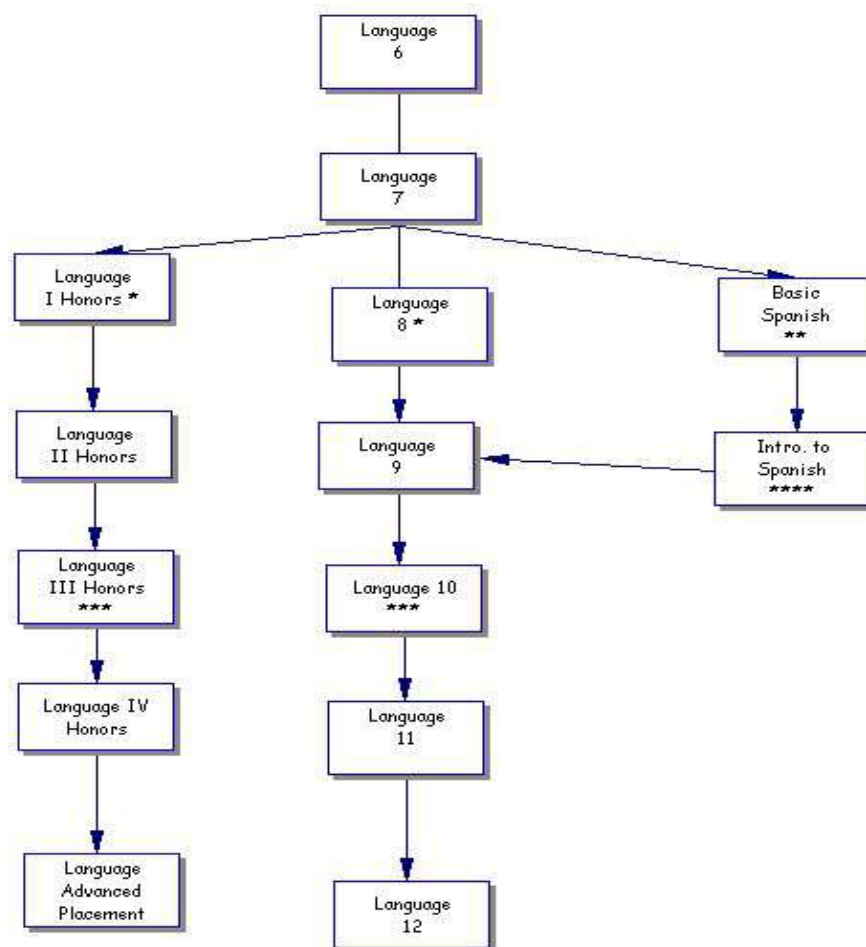 Language
6
Language
7
Language
I Honors *
Language
8 *
Basic
Spanish
**
Language
II Honors
Language
9
Intro. to
Spanish
****
Language
III Honors
***
Language 10
***
Language IV
Honors
Language
11
Language
Advanced
Placement
Language
12